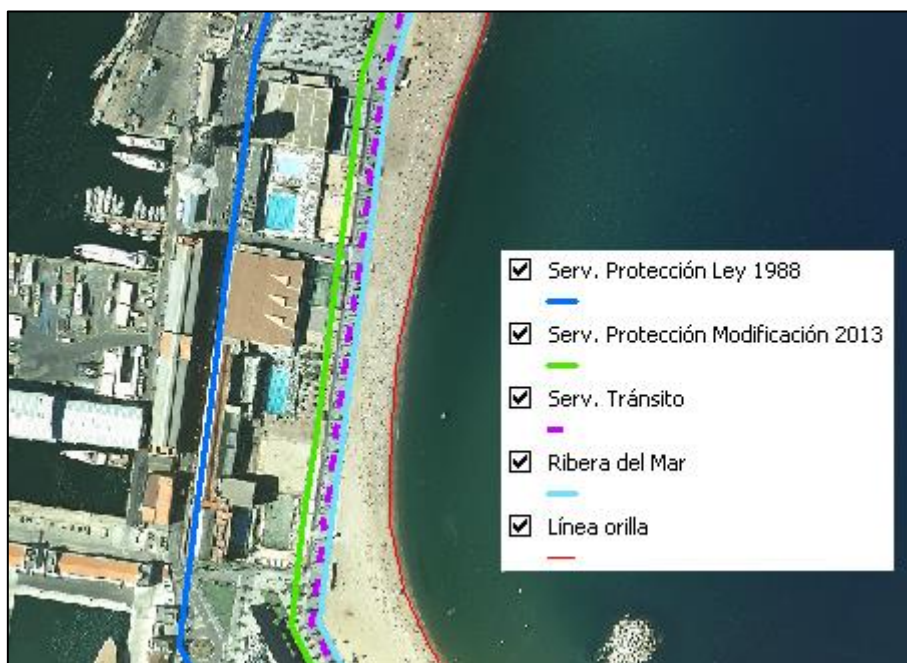 Serv. Protección Ley 1988
Serv. Protección Modificación 2013
Serv. Tránsito
Ribera del Mar
Línea orilla